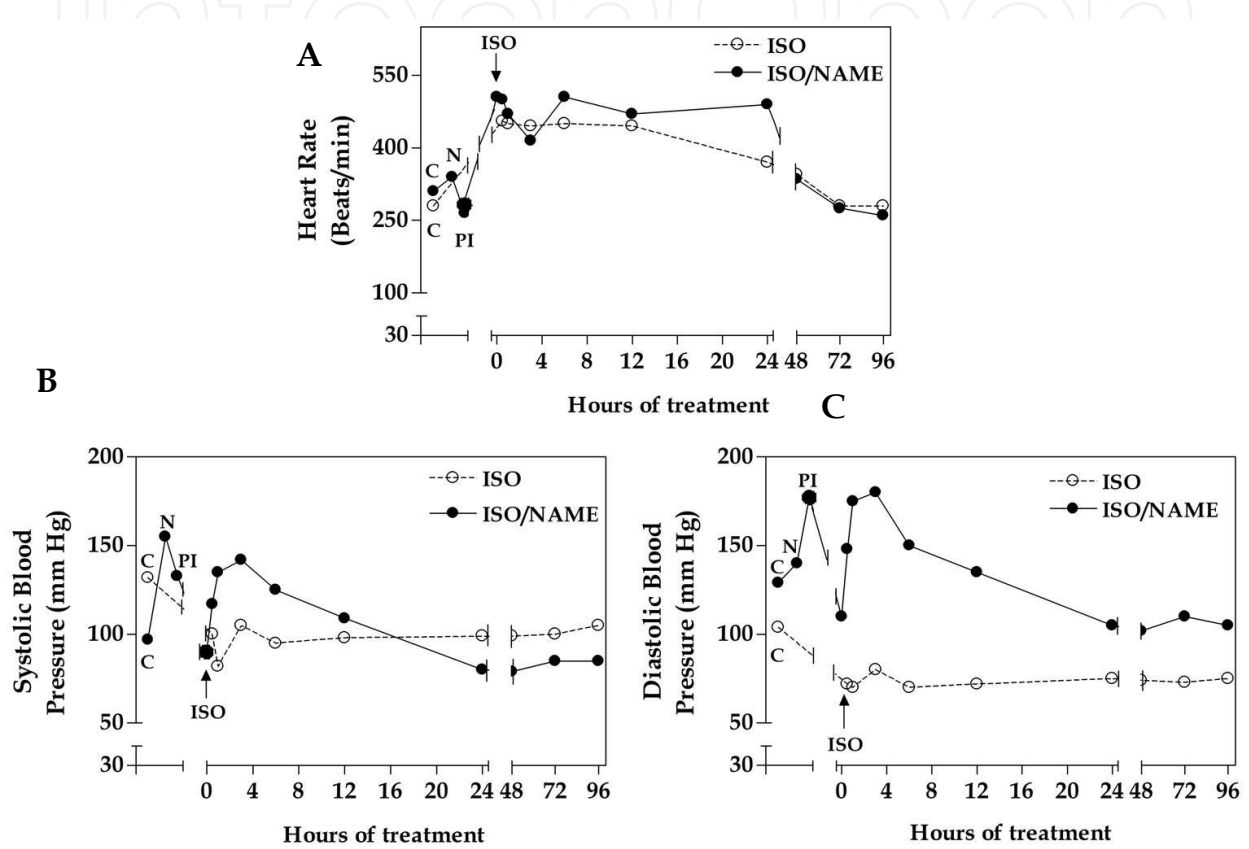 A
ISO
ISO
ISO/NAME
Heart Rate
(Beats/min)
550
400
250
100
30
C
N
C
PI
0 4 8 12 16 20 24 48 72 96
Hours of treatment
B
Systolic Blood
Pressure (mm Hg)
200
150
100
50
30
ISO
ISO/NAME
N
C
PI
C
ISO
0 4 8 12 16 20 24 48 72 96
Hours of treatment
C
Diastolic Blood
Pressure (mm Hg)
200
150
100
50
30
ISO
ISO/NAME
PI
N
C
C
ISO
0 4 8 12 16 20 24 48 72 96
Hours of treatment